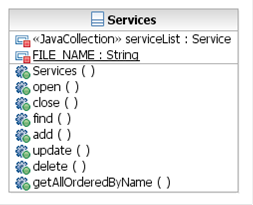 Services
«JavaCollection» serviceList : Service
FILE_NAME : String
Services ( )
open ( )
close ( )
find ( )
add ( )
update ( )
delete ( )
getAllOrderedByName ( )